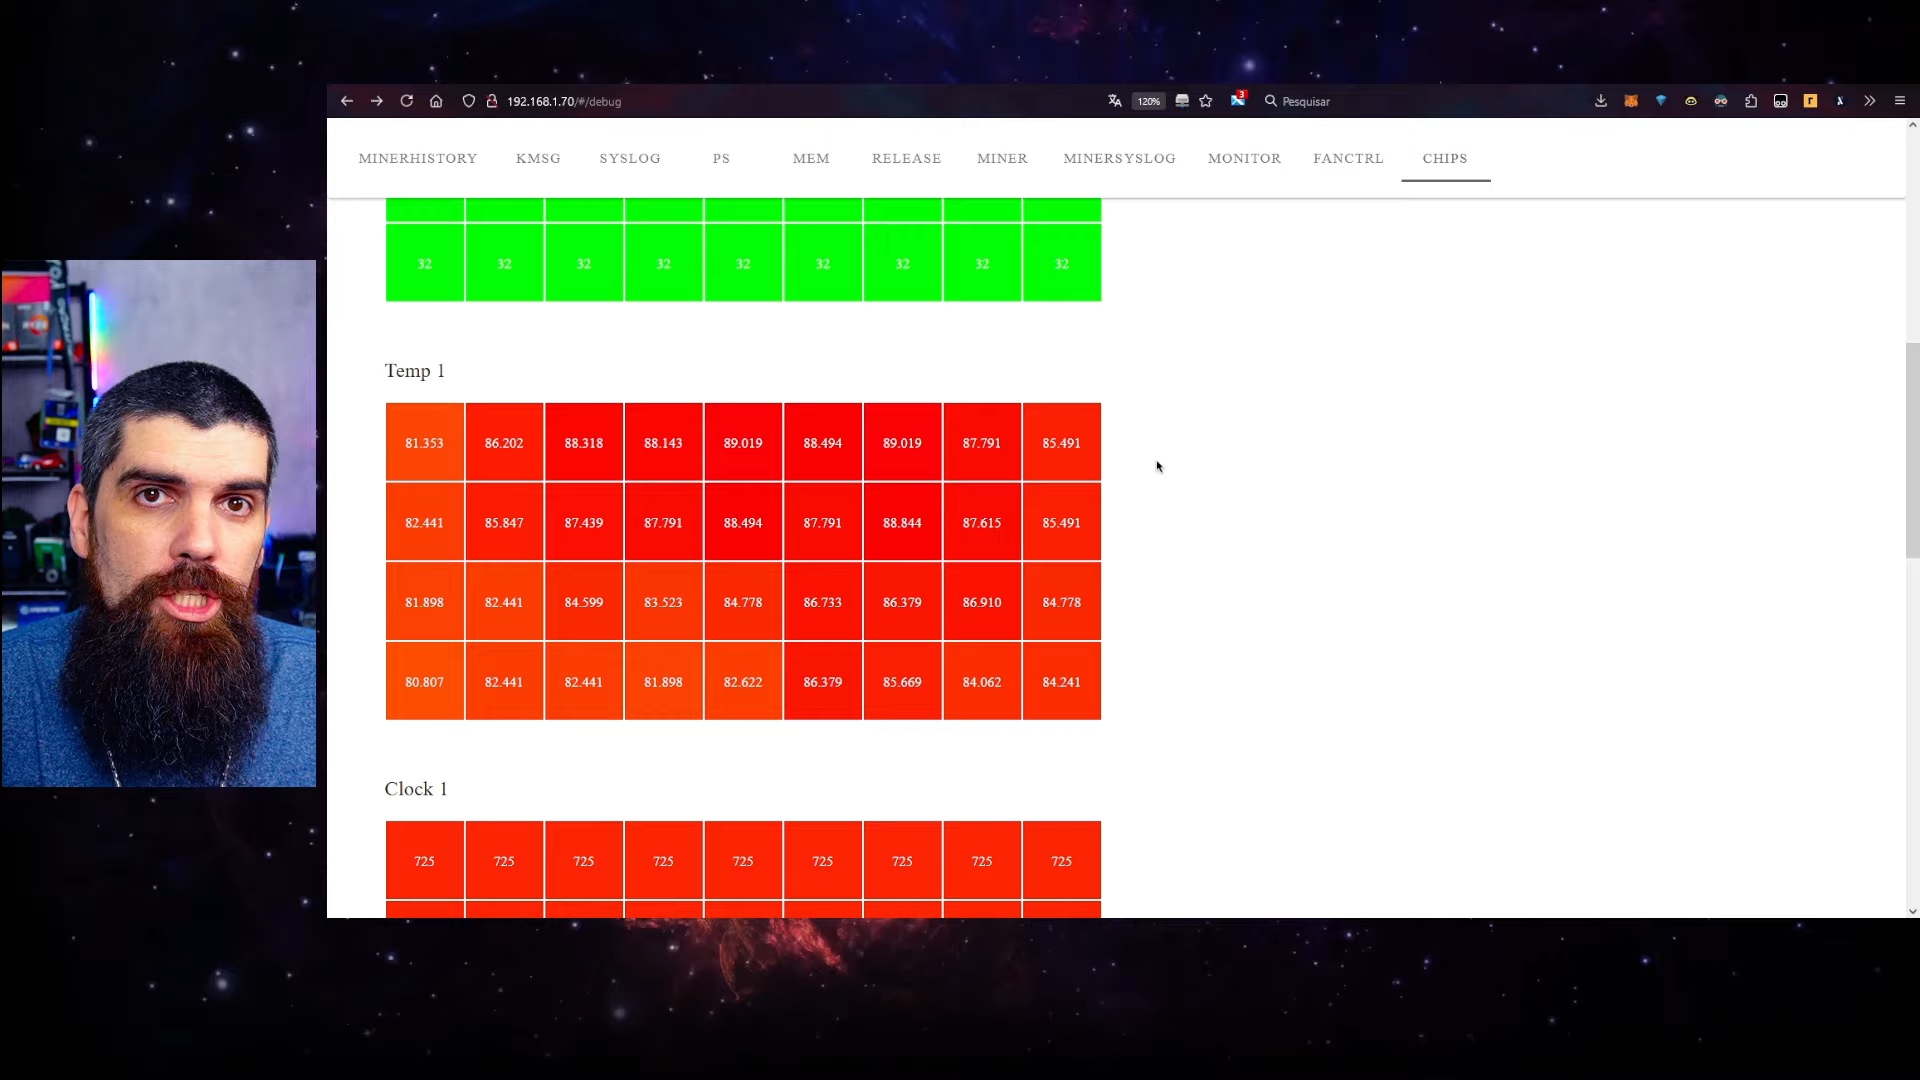 192.168.1.70/#/debug
120%
3
Pesquisar
MINERHISTORY KMSG SYSLOG PS MEM RELEASE MINER MINERSYSLOG MONITOR FANCTRL CHIPS
32 32 32 32 32 32 32 32 32
Temp 1
81.353 86.202 88.318 88.143 89.019 88.494 89.019 87.791 85.491
82.441 85.847 87.439 87.791 88.494 87.791 88.844 87.615 85.491
81.898 82.441 84.599 83.523 84.778 86.733 86.379 86.910 84.778
80.807 82.441 82.441 81.898 82.622 86.379 85.669 84.062 84.241
Clock 1
725 725 725 725 725 725 725 725 725